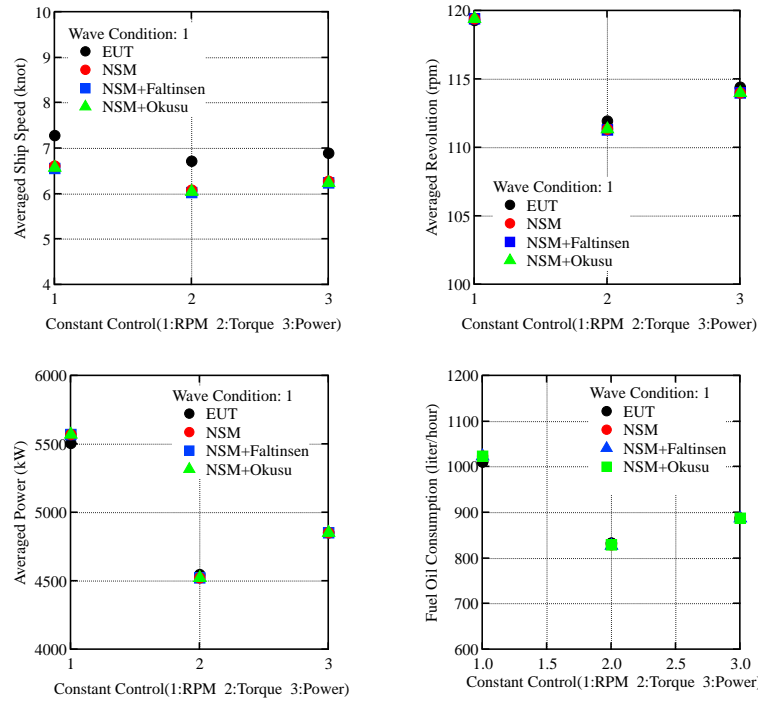 10
9
8
7
6
5
4
Averaged Ship Speed (knot)
Wave Condition: 1
EUT
NSM
NSM+Faltinsen
NSM+Okusu
1
2
3
Constant Control(1:RPM 2:Torque 3:Power)
120
115
110
105
100
Averaged Revolution (rpm)
Wave Condition: 1
EUT
NSM
NSM+Faltinsen
NSM+Okusu
1
2
3
Constant Control(1:RPM 2:Torque 3:Power)
6000
5500
5000
4500
4000
Averaged Power (kW)
Wave Condition: 1
EUT
NSM
NSM+Faltinsen
NSM+Okusu
1
2
3
Constant Control(1:RPM 2:Torque 3:Power)
1200
1100
1000
900
800
700
600
Fuel Oil Consumption (liter/hour)
Wave Condition: 1
EUT
NSM
NSM+Faltinsen
NSM+Okusu
1.0
1.5
2.0
2.5
3.0
Constant Control(1:RPM 2:Torque 3:Power)